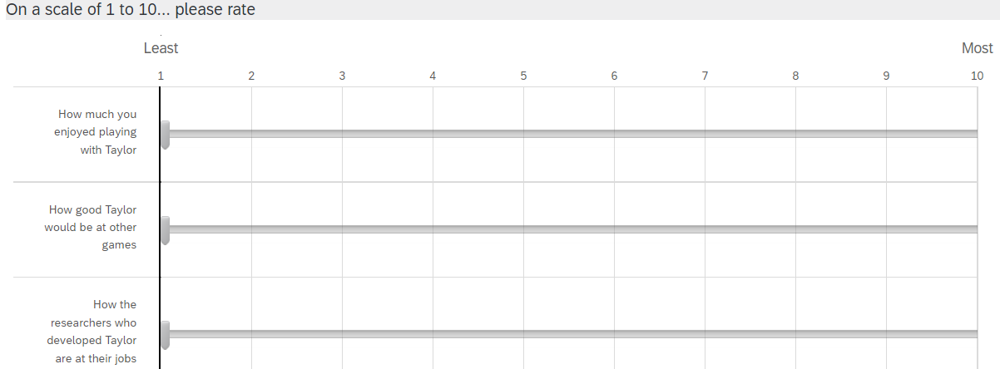 On a scale of 1 to 10... please rate
Least
Most
1 2 3 4 5 6 7 8 9 10
How much you
enjoyed playing
with Taylor
How good Taylor
would be at other
games
How the
researchers who
developed Taylor
are at their jobs